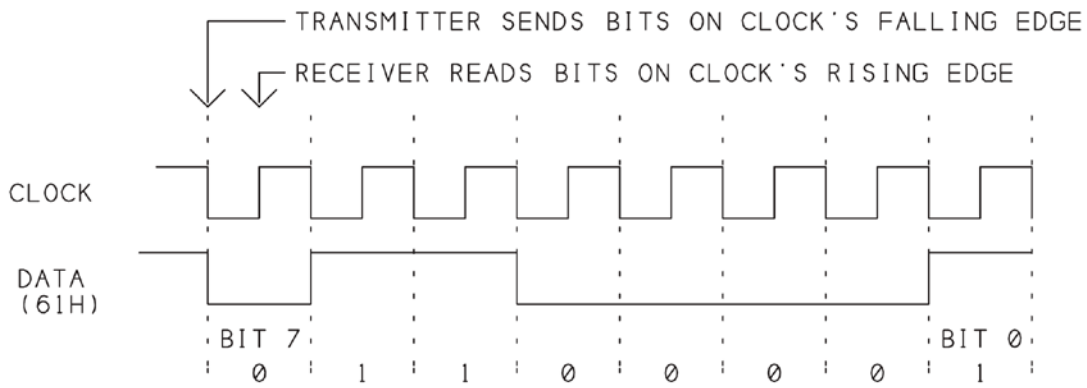 TRANSMITTER SENDS BITS ON CLOCK'S FALLING EDGE
RECEIVER READS BITS ON CLOCK'S RISING EDGE
CLOCK
DATA
(61H)
BIT 7 BIT 0
0 1 1 0 0 0 0 1